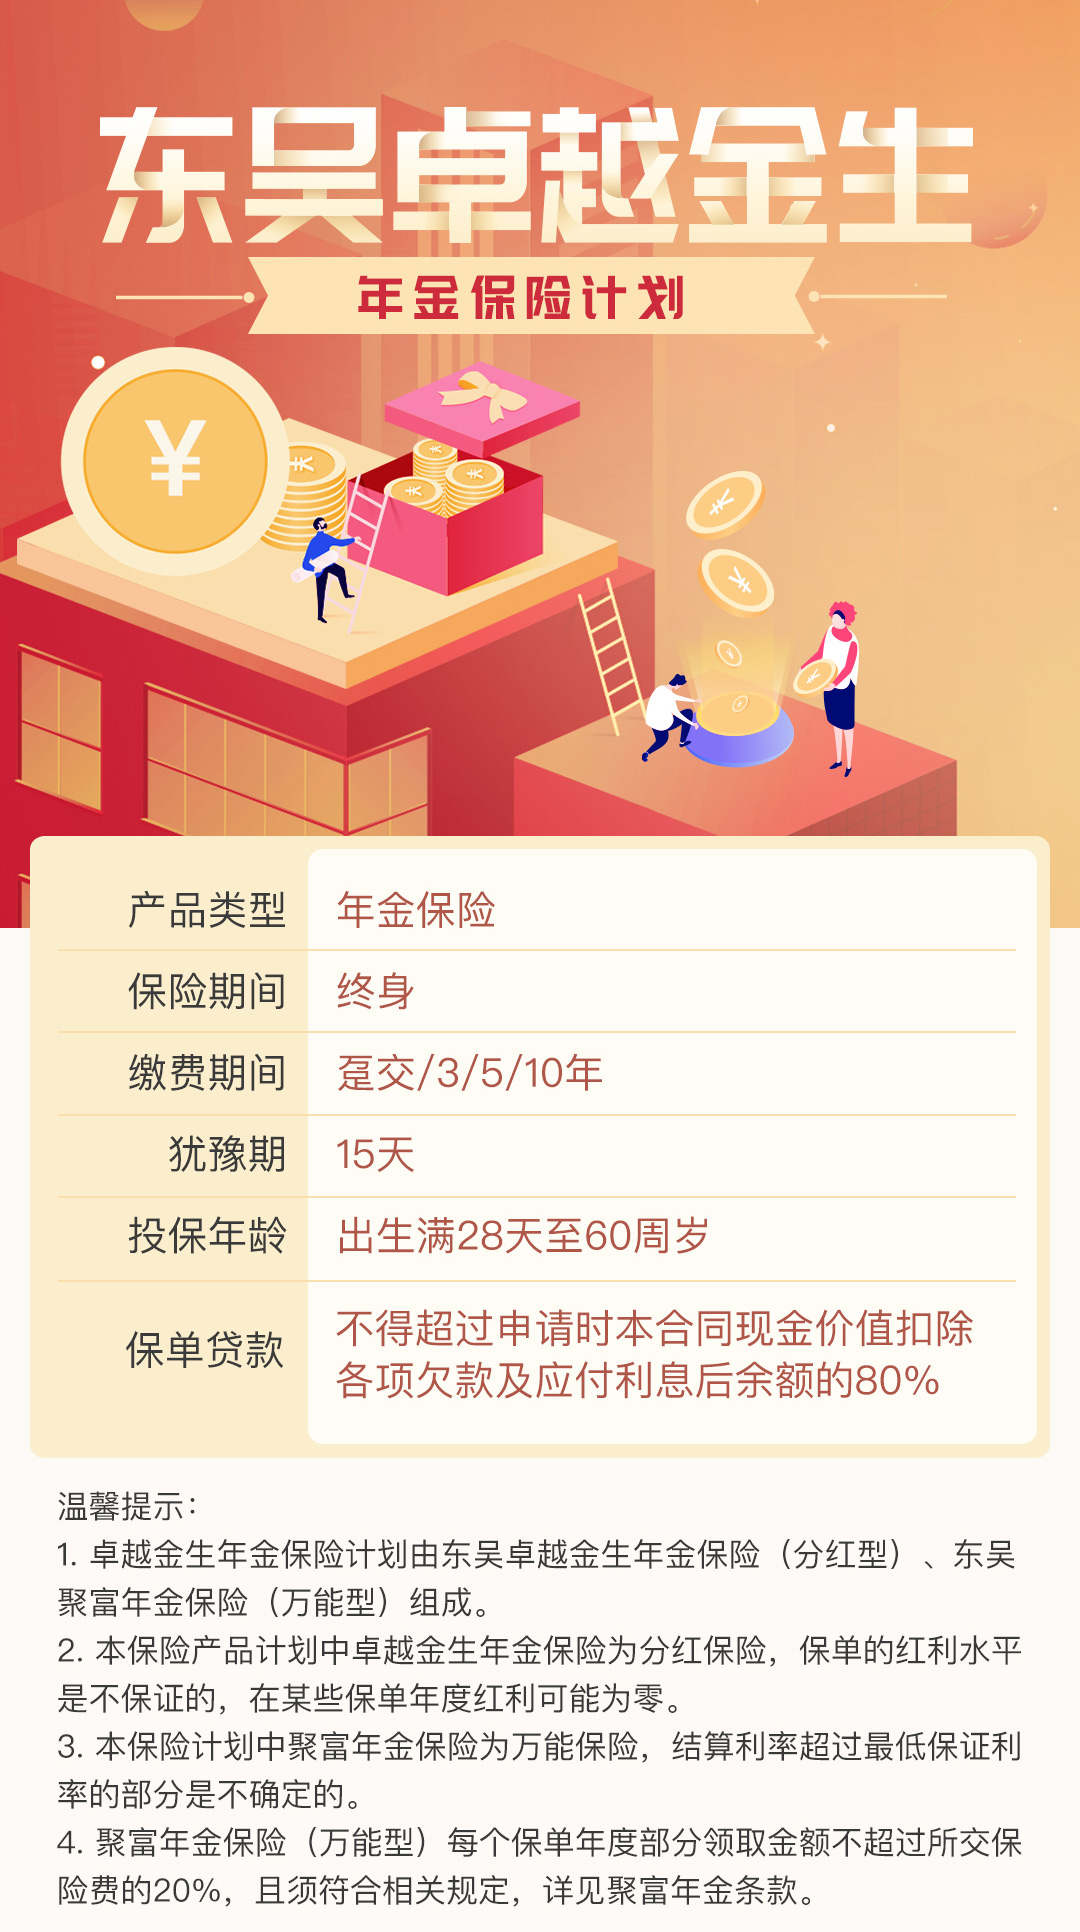 东吴卓越金生
年金保险计划
¥
产品类型 年金保险
保险期间 终身
缴费期间 趸交/3/5/10年
犹豫期 15天
投保年龄 出生满28天至60周岁
保单贷款 不得超过申请时本合同现金价值扣除
各项欠款及应付利息后余额的80%
温馨提示：
1. 卓越金生年金保险计划由东吴卓越金生年金保险（分红型）、东吴
聚富年金保险（万能型）组成。
2. 本保险产品计划中卓越金生年金保险为分红保险，保单的红利水平
是不保证的，在某些保单年度红利可能为零。
3. 本保险计划中聚富年金保险为万能保险，结算利率超过最低保证利
率的部分是不确定的。
4. 聚富年金保险（万能型）每个保单年度部分领取金额不超过所交保
险费的20%，且须符合相关规定，详见聚富年金条款。